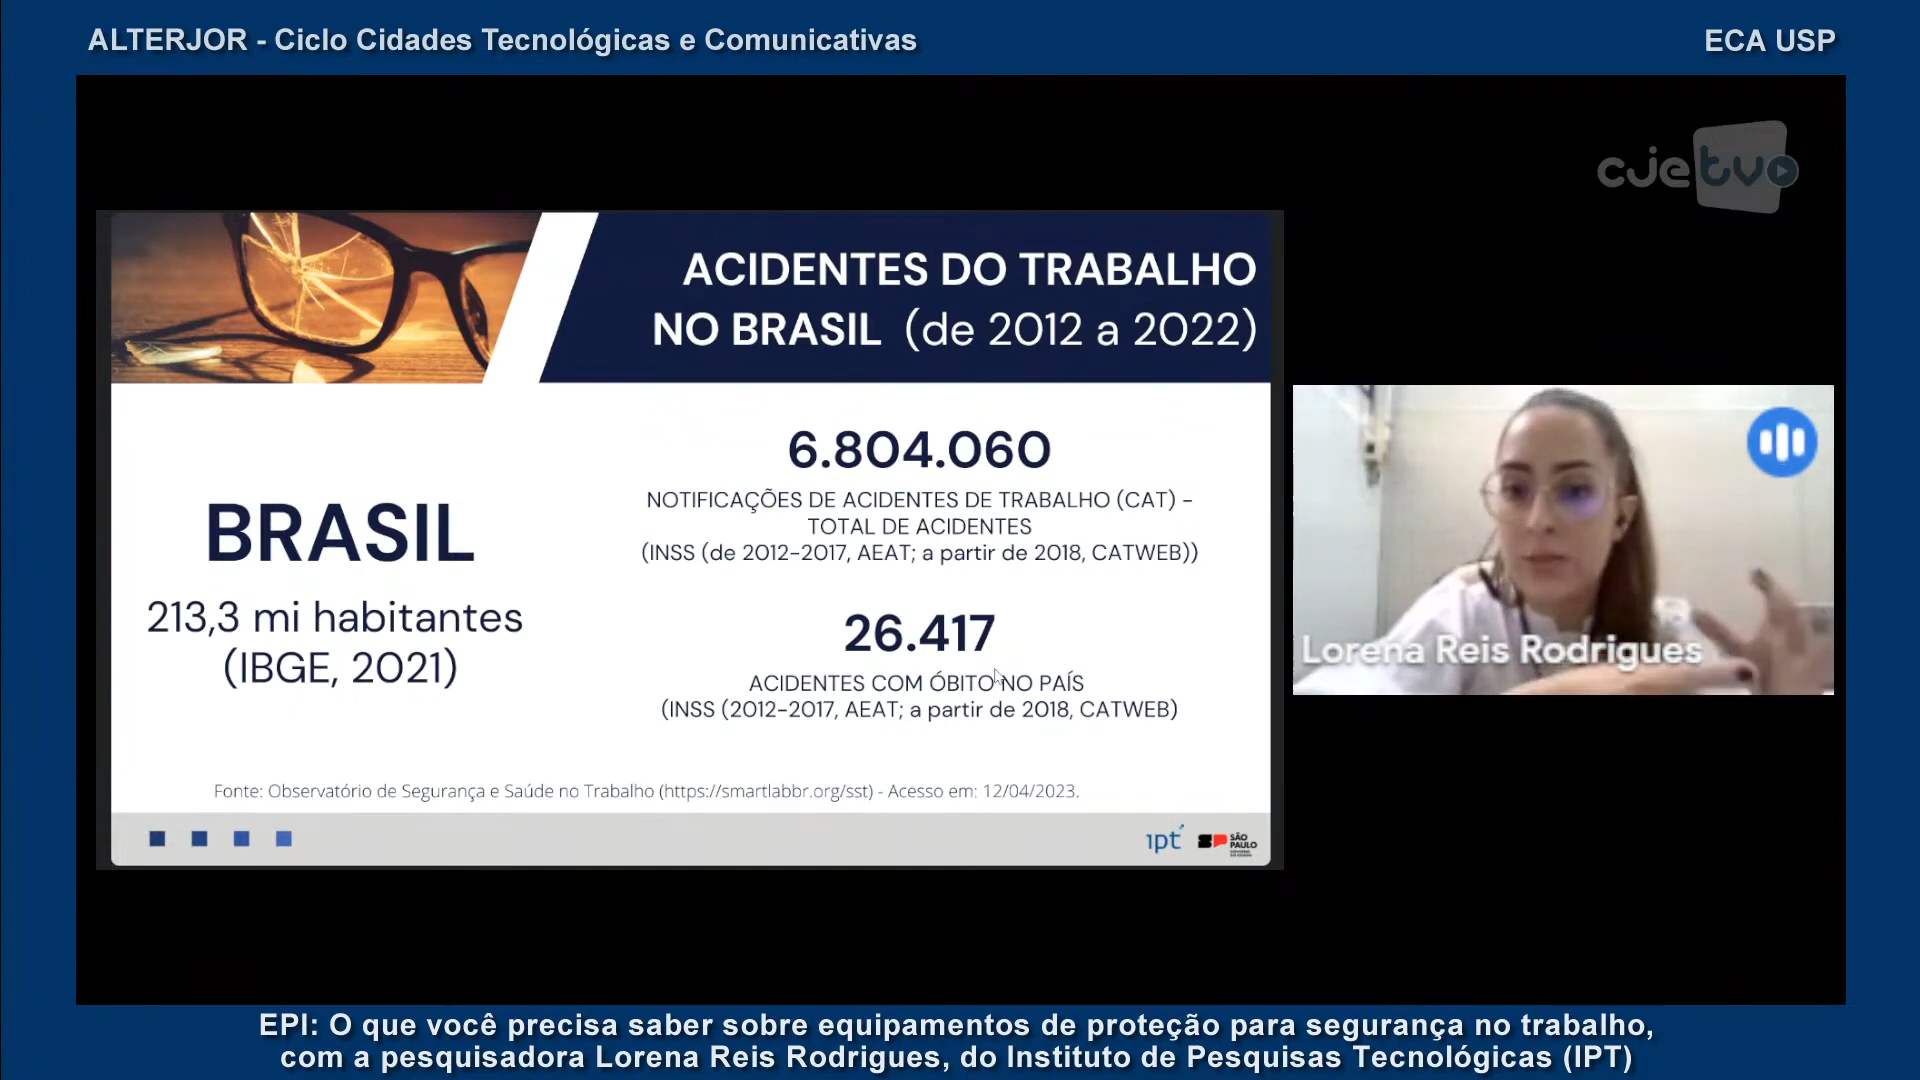 ALTERJOR - Ciclo Cidades Tecnológicas e Comunicativas
ECA USP
cje tv
ACIDENTES DO TRABALHO
NO BRASIL (de 2012 a 2022)
BRASIL
213,3 mi habitantes
(IBGE, 2021)
6.804.060
NOTIFICAÇÕES DE ACIDENTES DE TRABALHO (CAT) -
TOTAL DE ACIDENTES
(INSS (de 2012-2017, AEAT; a partir de 2018, CATWEB))
26.417
ACIDENTES COM ÓBITO NO PAÍS
(INSS (2012-2017, AEAT; a partir de 2018, CATWEB)
Fonte: Observatório de Segurança e Saúde no Trabalho (https://smartlabbr.org/sst) - Acesso em: 12/04/2023.
ipt
SP
SÃO
PAULO
Lorena Reis Rodrigues
EPI: O que você precisa saber sobre equipamentos de proteção para segurança no trabalho,
com a pesquisadora Lorena Reis Rodrigues, do Instituto de Pesquisas Tecnológicas (IPT)